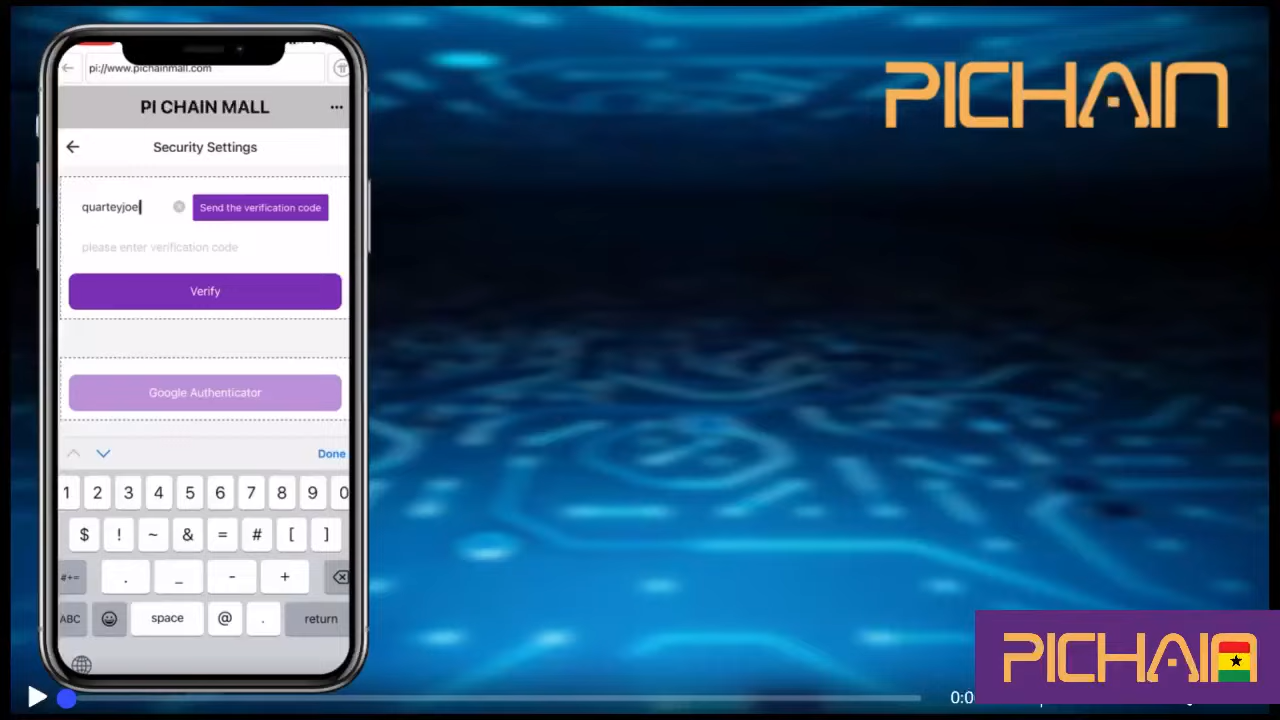 pi://www.pichainmall.com
PICHAIN
PI CHAIN MALL
Security Settings
quarteyjoe
Send the verification code
please enter verification code
Verify
Google Authenticator
Done
1 2 3 4 5 6 7 8 9 0
$ ! ~ & = # [ ]
#+= . _ - +
ABC space @ . return
PICHAIN
0:0